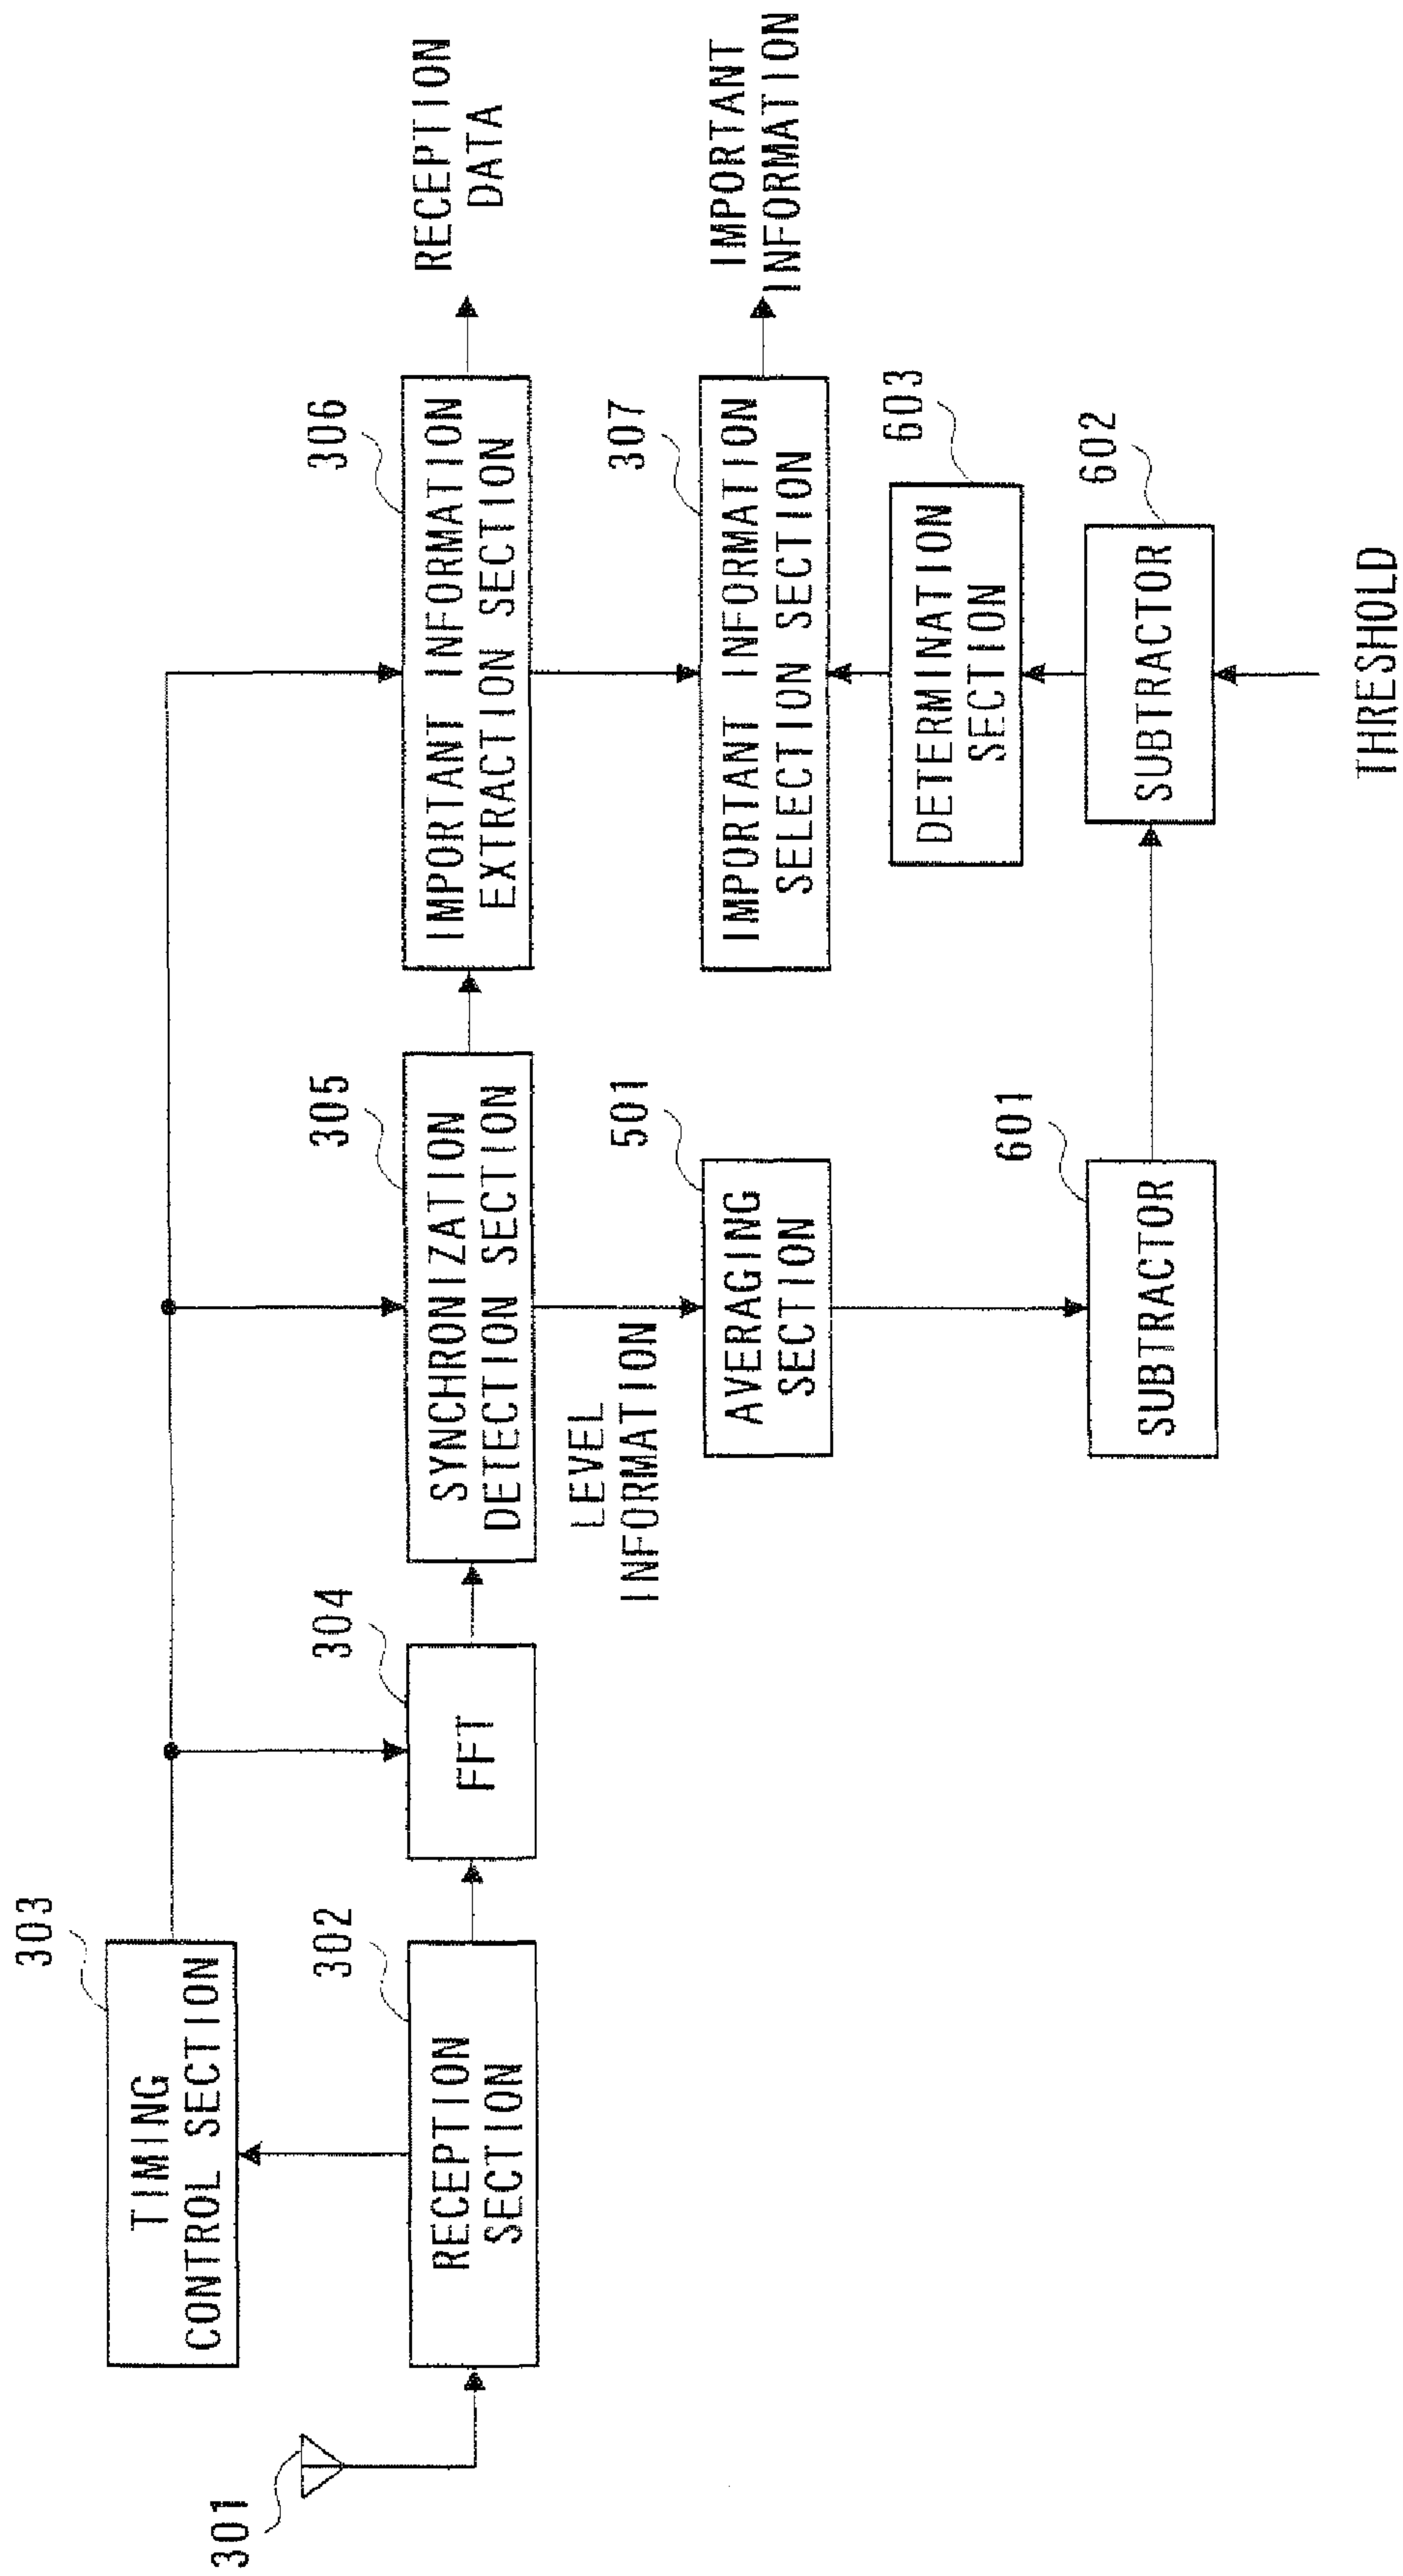 303
TIMING
CONTROL SECTION
301
302
RECEPTION
SECTION
304
FFT
305
SYNCHRONIZATION
DETECTION SECTION
306
IMPORTANT INFORMATION
EXTRACTION SECTION
RECEPTION
DATA
LEVEL
INFORMATION
501
AVERAGING
SECTION
307
IMPORTANT INFORMATION
SELECTION SECTION
IMPORTANT
INFORMATION
603
DETERMINATION
SECTION
601
SUBTRACTOR
602
SUBTRACTOR
THRESHOLD